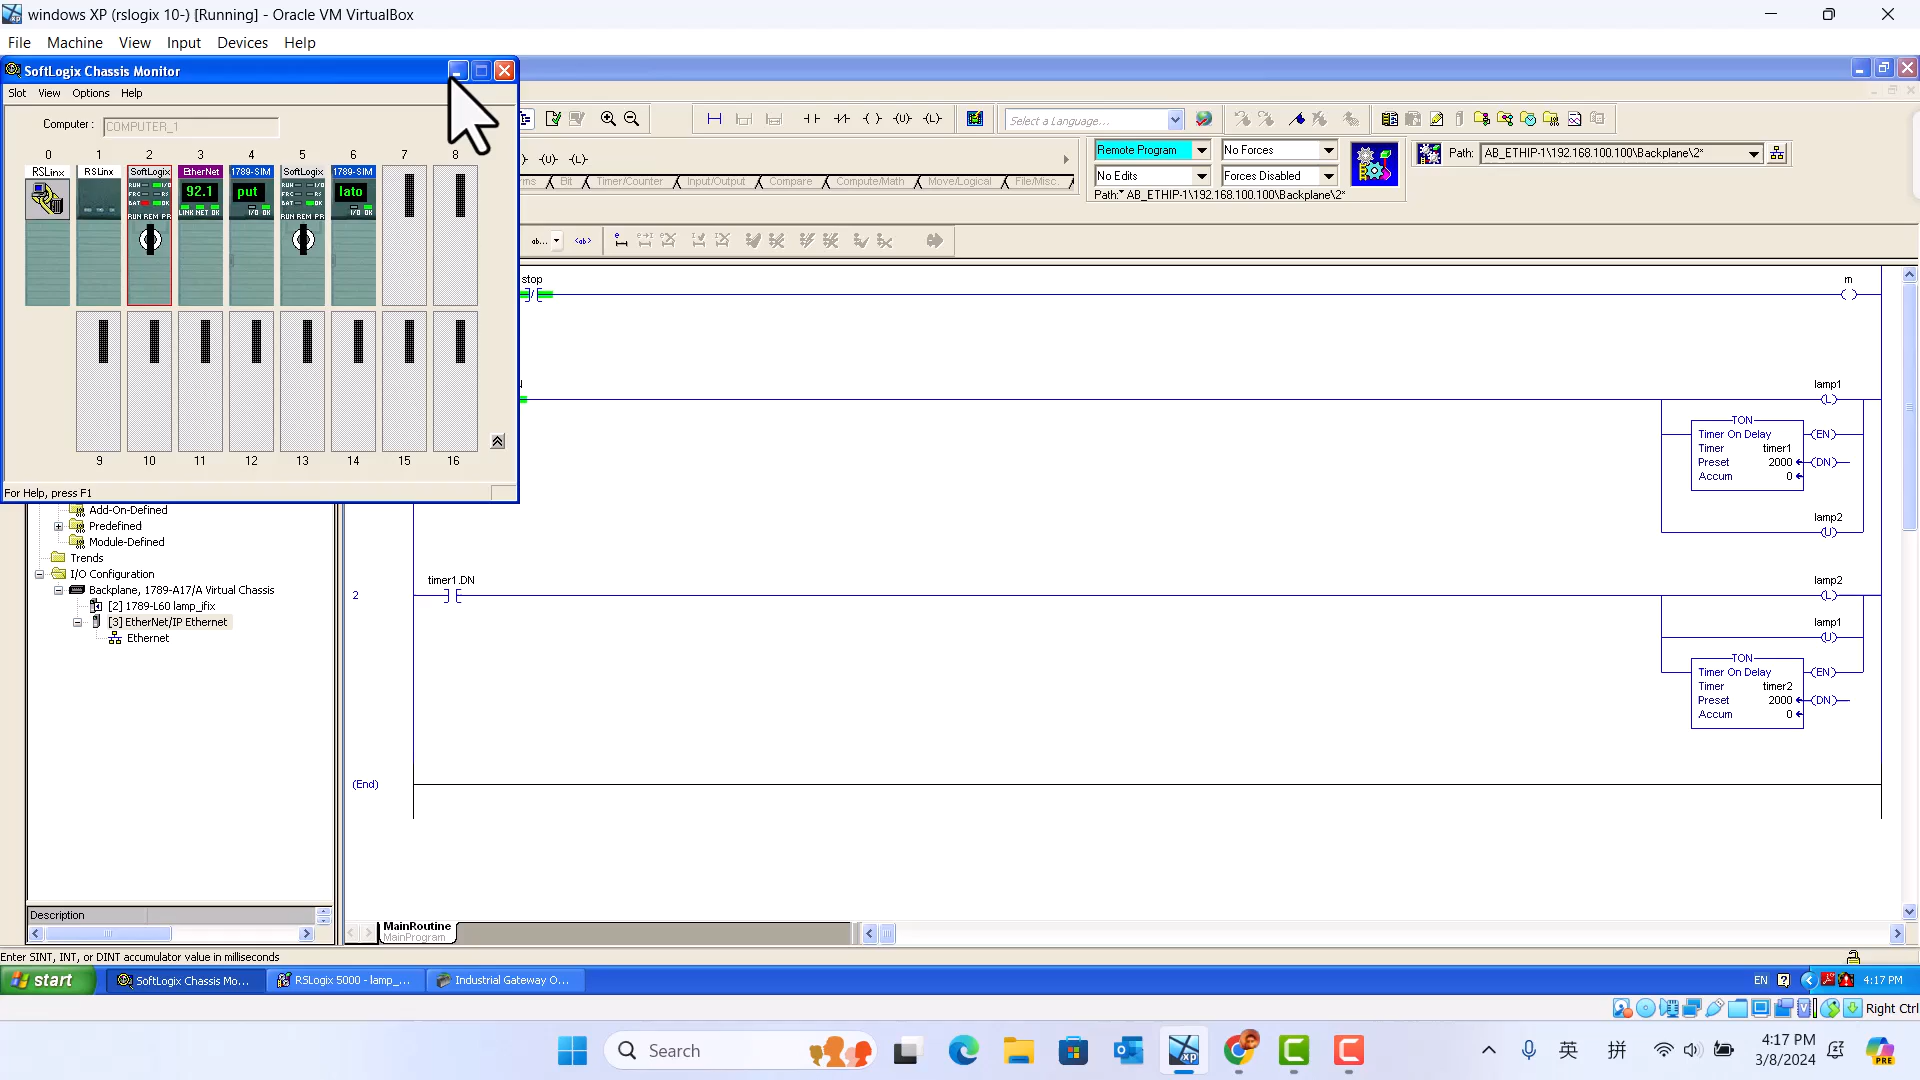 windows XP (rslogix 10-) [Running] - Oracle VM VirtualBox
File Machine View Input Devices Help
SoftLogix Chassis Monitor
Slot View Options Help
Computer : COMPUTER_1
0 1 2 3 4 5 6 7 8
RSLinx RSLinx SoftLogix EtherNet 1789-SIM SoftLogix 1789-SIM
92.1 put lato
LINK NET OK
I/O OK
RUN REM PR
9 10 11 12 13 14 15 16
For Help, press F1
Select a Language...
Remote Program No Forces
No Edits Forces Disabled
Path: AB_ETHIP-1\192.168.100.100\Backplane\2*
Path: AB_ETHIP-1\192.168.100.100\Backplane\2*
Bit Timer/Counter Input/Output Compare Compute/Math Move/Logical File/Misc.
stop
m
lamp1
TON
Timer On Delay
Timer timer1
Preset 2000
Accum 0
EN
DN
lamp2
2
timer1.DN
lamp2
lamp1
TON
Timer On Delay
Timer timer2
Preset 2000
Accum 0
EN
DN
(End)
Add-On-Defined
Predefined
Module-Defined
Trends
I/O Configuration
Backplane, 1789-A17/A Virtual Chassis
[2] 1789-L60 lamp_ifix
[3] EtherNet/IP Ethernet
Ethernet
Description
MainRoutine
MainProgram
Enter SINT, INT, or DINT accumulator value in milliseconds
start
SoftLogix Chassis Mo...
RSLogix 5000 - lamp_...
Industrial Gateway O...
EN
4:17 PM
Right Ctrl
Search
英 拼
4:17 PM
3/8/2024
PRE